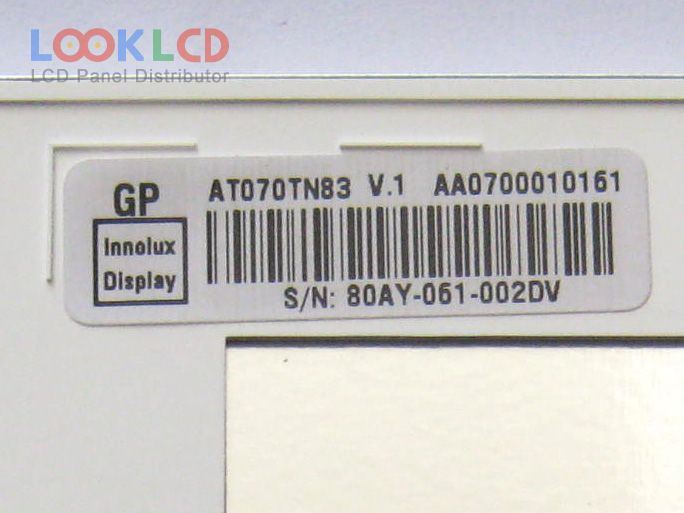 LOOKLCD
LCD Panel Distributor
GP
AT070TN83 V.1 AA0700010161
Innolux
Display
S/N: 80AY-061-002DV